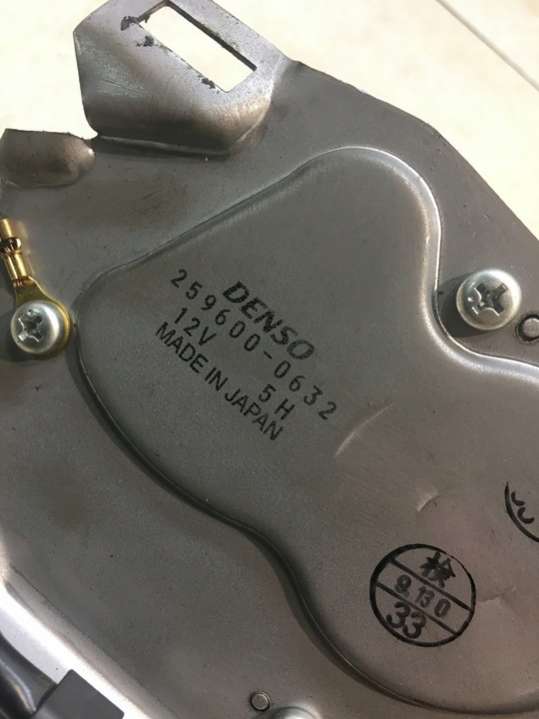 DENSO
259600-0632
12V 5H
MADE IN JAPAN
検
9.13 0
33